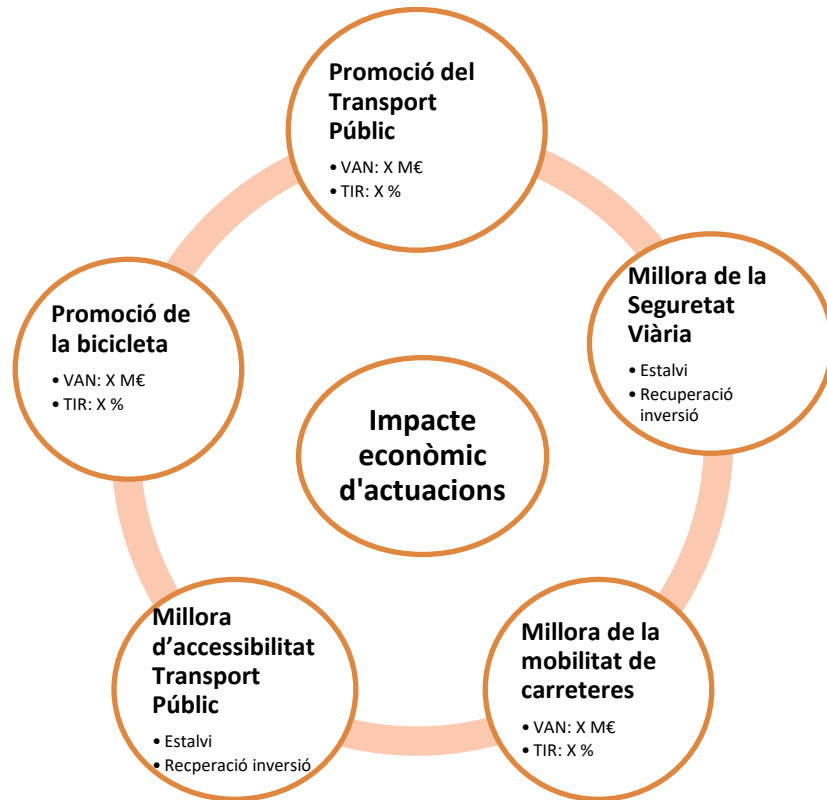 Promoció del
Transport
Públic
• VAN: X M€
• TIR: X %
Millora de la
Seguretat
Viària
• Estalvi
• Recuperació
inversió
Promoció de
la bicicleta
• VAN: X M€
• TIR: X %
Impacte
econòmic
d'actuacions
Millora
d’accessibilitat
Transport
Públic
• Estalvi
• Recperació inversió
Millora de la
mobilitat de
carreteres
• VAN: X M€
• TIR: X %